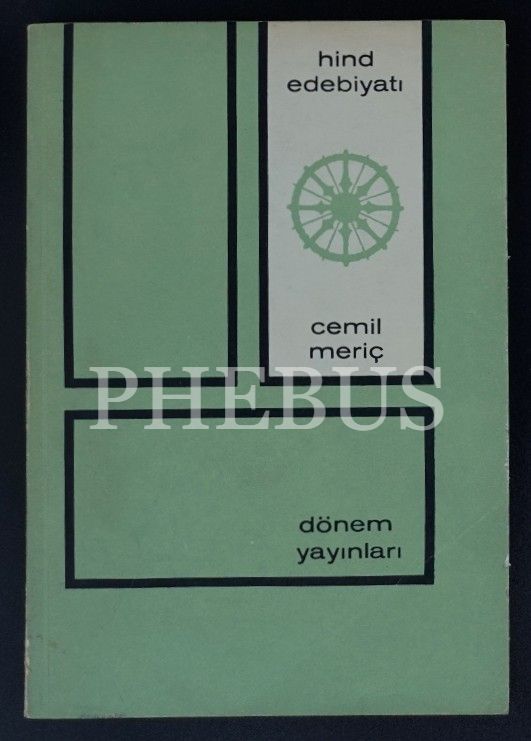 hind
edebiyatı
cemil
meriç
PHEBUS
dönem
yayınları